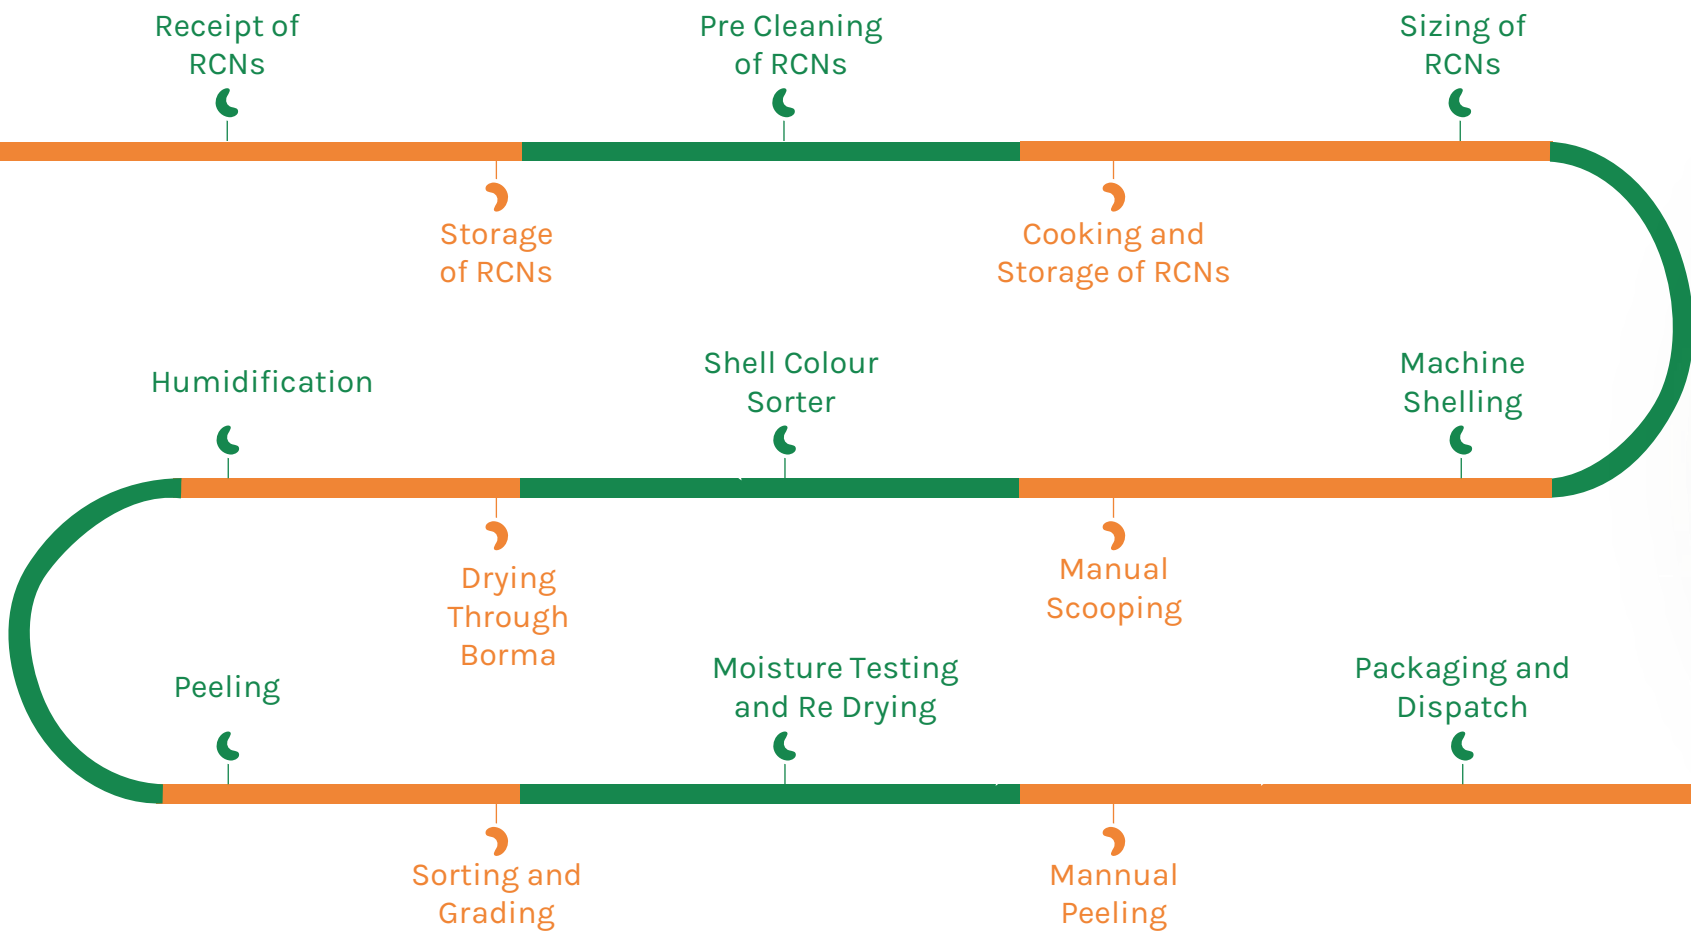 Receipt of
RCNs
Pre Cleaning
of RCNs
Sizing of
RCNs
Storage
of RCNs
Cooking and
Storage of RCNs
Humidification
Shell Colour
Sorter
Machine
Shelling
Drying
Through
Borma
Manual
Scooping
Peeling
Moisture Testing
and Re Drying
Packaging and
Dispatch
Sorting and
Grading
Mannual
Peeling